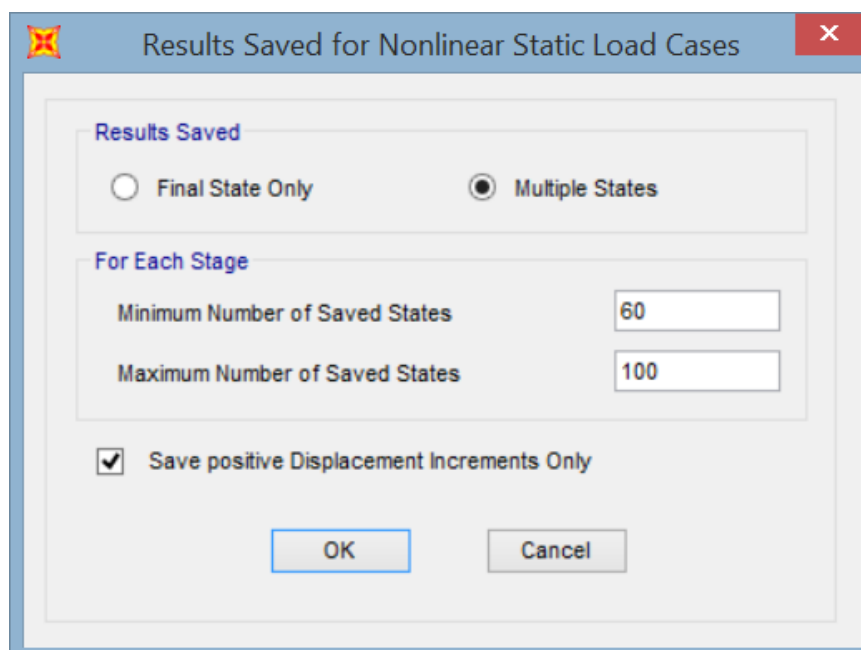 Results Saved for Nonlinear Static Load Cases
Results Saved
Final State Only Multiple States
For Each Stage
Minimum Number of Saved States 60
Maximum Number of Saved States 100
Save positive Displacement Increments Only
OK Cancel